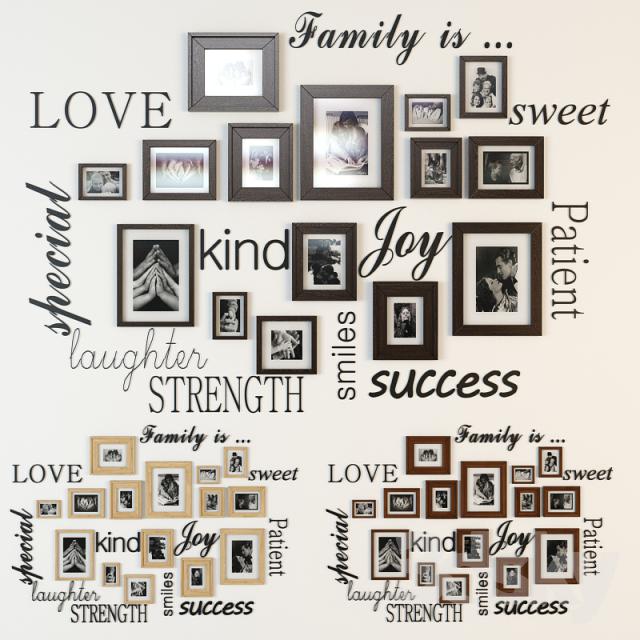 Family is ...
LOVE
sweet
special
Patient
kind
Joy
laughter
smiles
STRENGTH
success
Family is ...
LOVE
sweet
special
Patient
kind
Joy
laughter
smiles
STRENGTH
success
Family is ...
LOVE
sweet
special
Patient
kind
Joy
laughter
smiles
STRENGTH
success